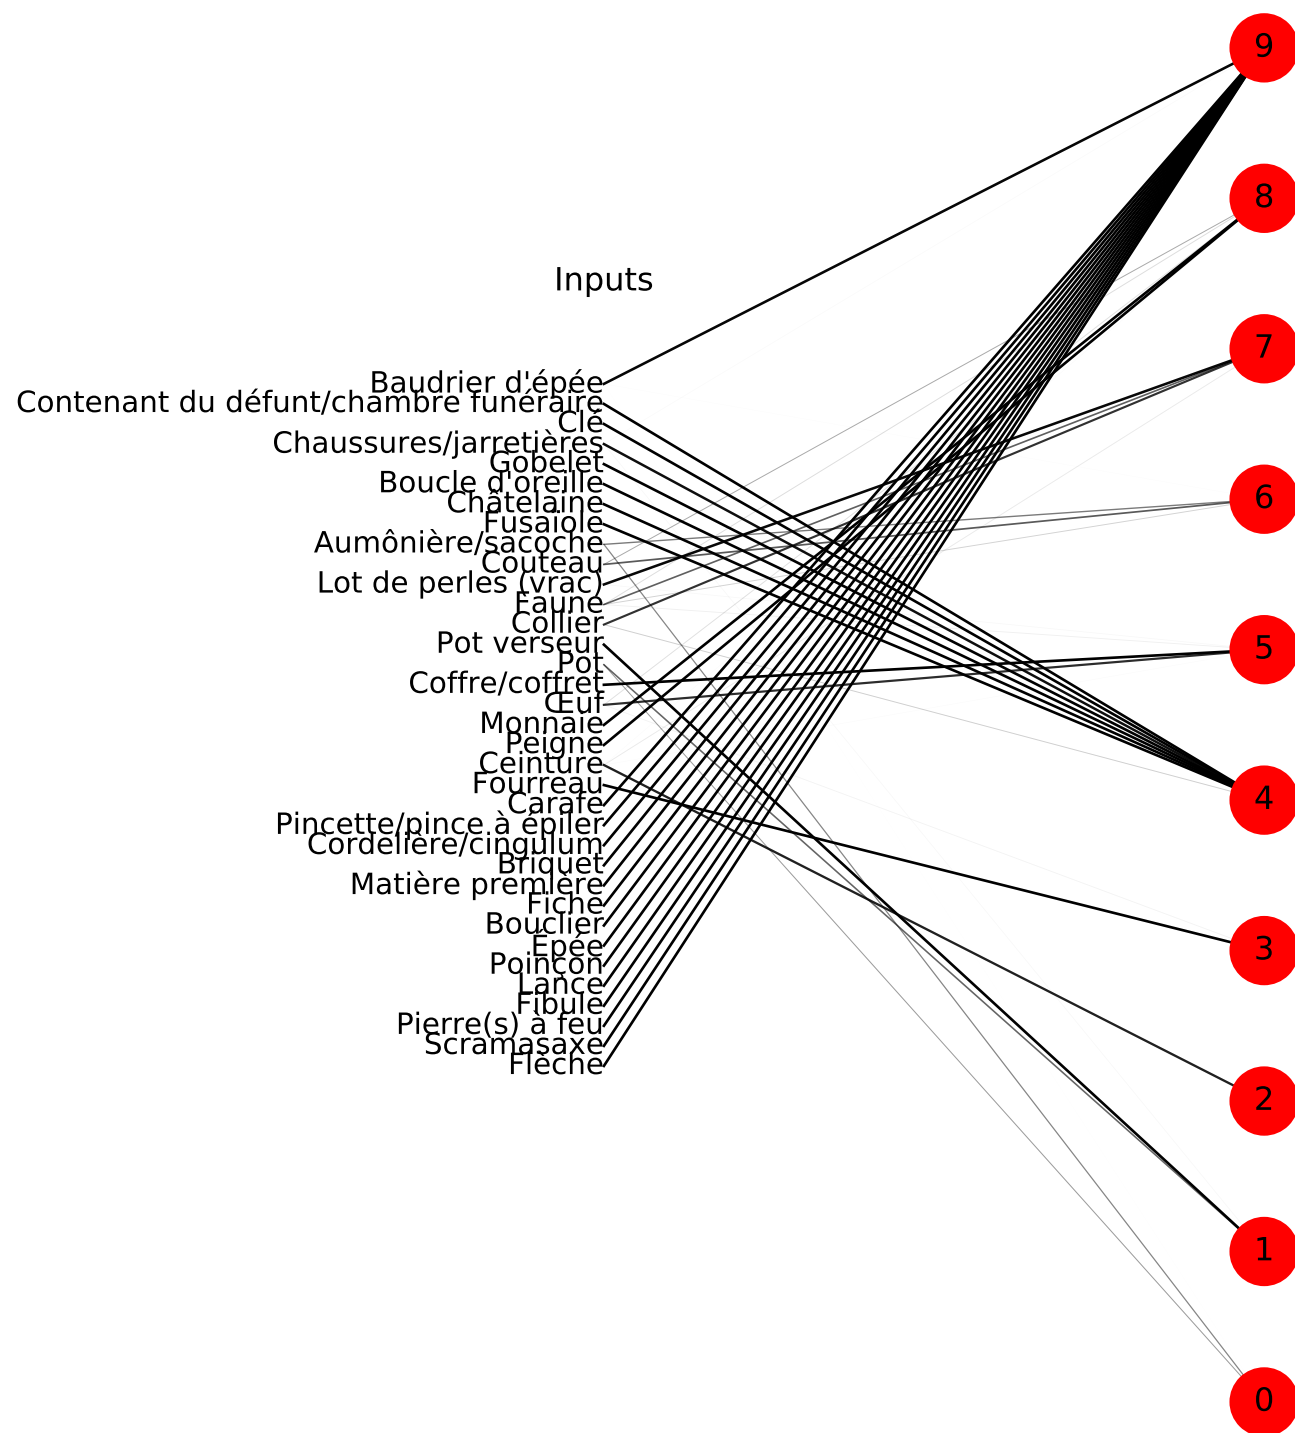 9
8
Inputs
7
Baudrier d'épée
Contenant du défunt/chambre funéraire
Clé
Chaussures/jarretières
Gobelet
Boucle d'oreille
6
Châtelaine
Fusaïole
Aumônière/sacoche
Couteau
Lot de perles (vrac)
Faune
Collier
Pot verseur
5
Pot
Coffre/coffret
Œuf
Monnaie
Peigne
Ceinture
Fourreau
4
Carafe
Pincette/pince à épiler
Cordelière/cingulum
Briquet
Matière première
Fiche
Bouclier
Épée
3
Poinçon
Lance
Fibule
Pierre(s) à feu
Scramasaxe
Flèche
2
1
0